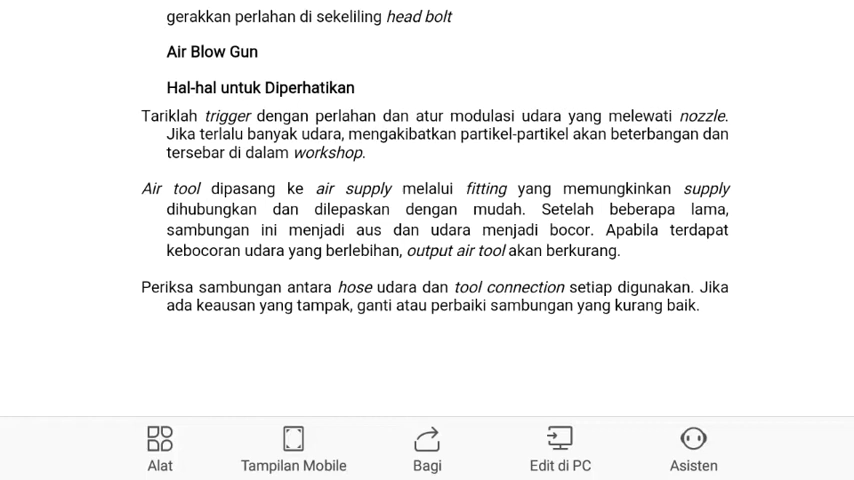 gerakkan perlahan di sekeliling head bolt
Air Blow Gun
Hal-hal untuk Diperhatikan
Tariklah trigger dengan perlahan dan atur modulasi udara yang melewati nozzle.
Jika terlalu banyak udara, mengakibatkan partikel-partikel akan beterbangan dan
tersebar di dalam workshop.
Air tool dipasang ke air supply melalui fitting yang memungkinkan supply
dihubungkan dan dilepaskan dengan mudah. Setelah beberapa lama,
sambungan ini menjadi aus dan udara menjadi bocor. Apabila terdapat
kebocoran udara yang berlebihan, output air tool akan berkurang.
Periksa sambungan antara hose udara dan tool connection setiap digunakan. Jika
ada keausan yang tampak, ganti atau perbaiki sambungan yang kurang baik.
Alat
Tampilan Mobile
Bagi
Edit di PC
Asisten